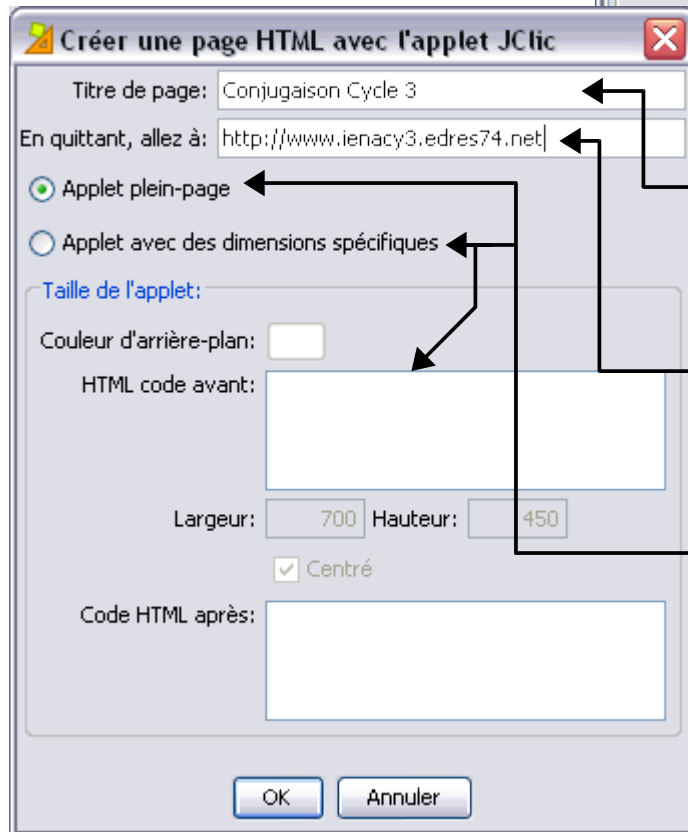 Créer une page HTML avec l'applet JClic
Titre de page: Conjugaison Cycle 3
En quittant, allez à: http://www.ienacy3.edres74.net
Applet plein-page
Applet avec des dimensions spécifiques
Taille de l'applet:
Couleur d'arrière-plan:
HTML code avant:
Largeur: 700 Hauteur: 450
Centré
Code HTML après:
OK Annuler